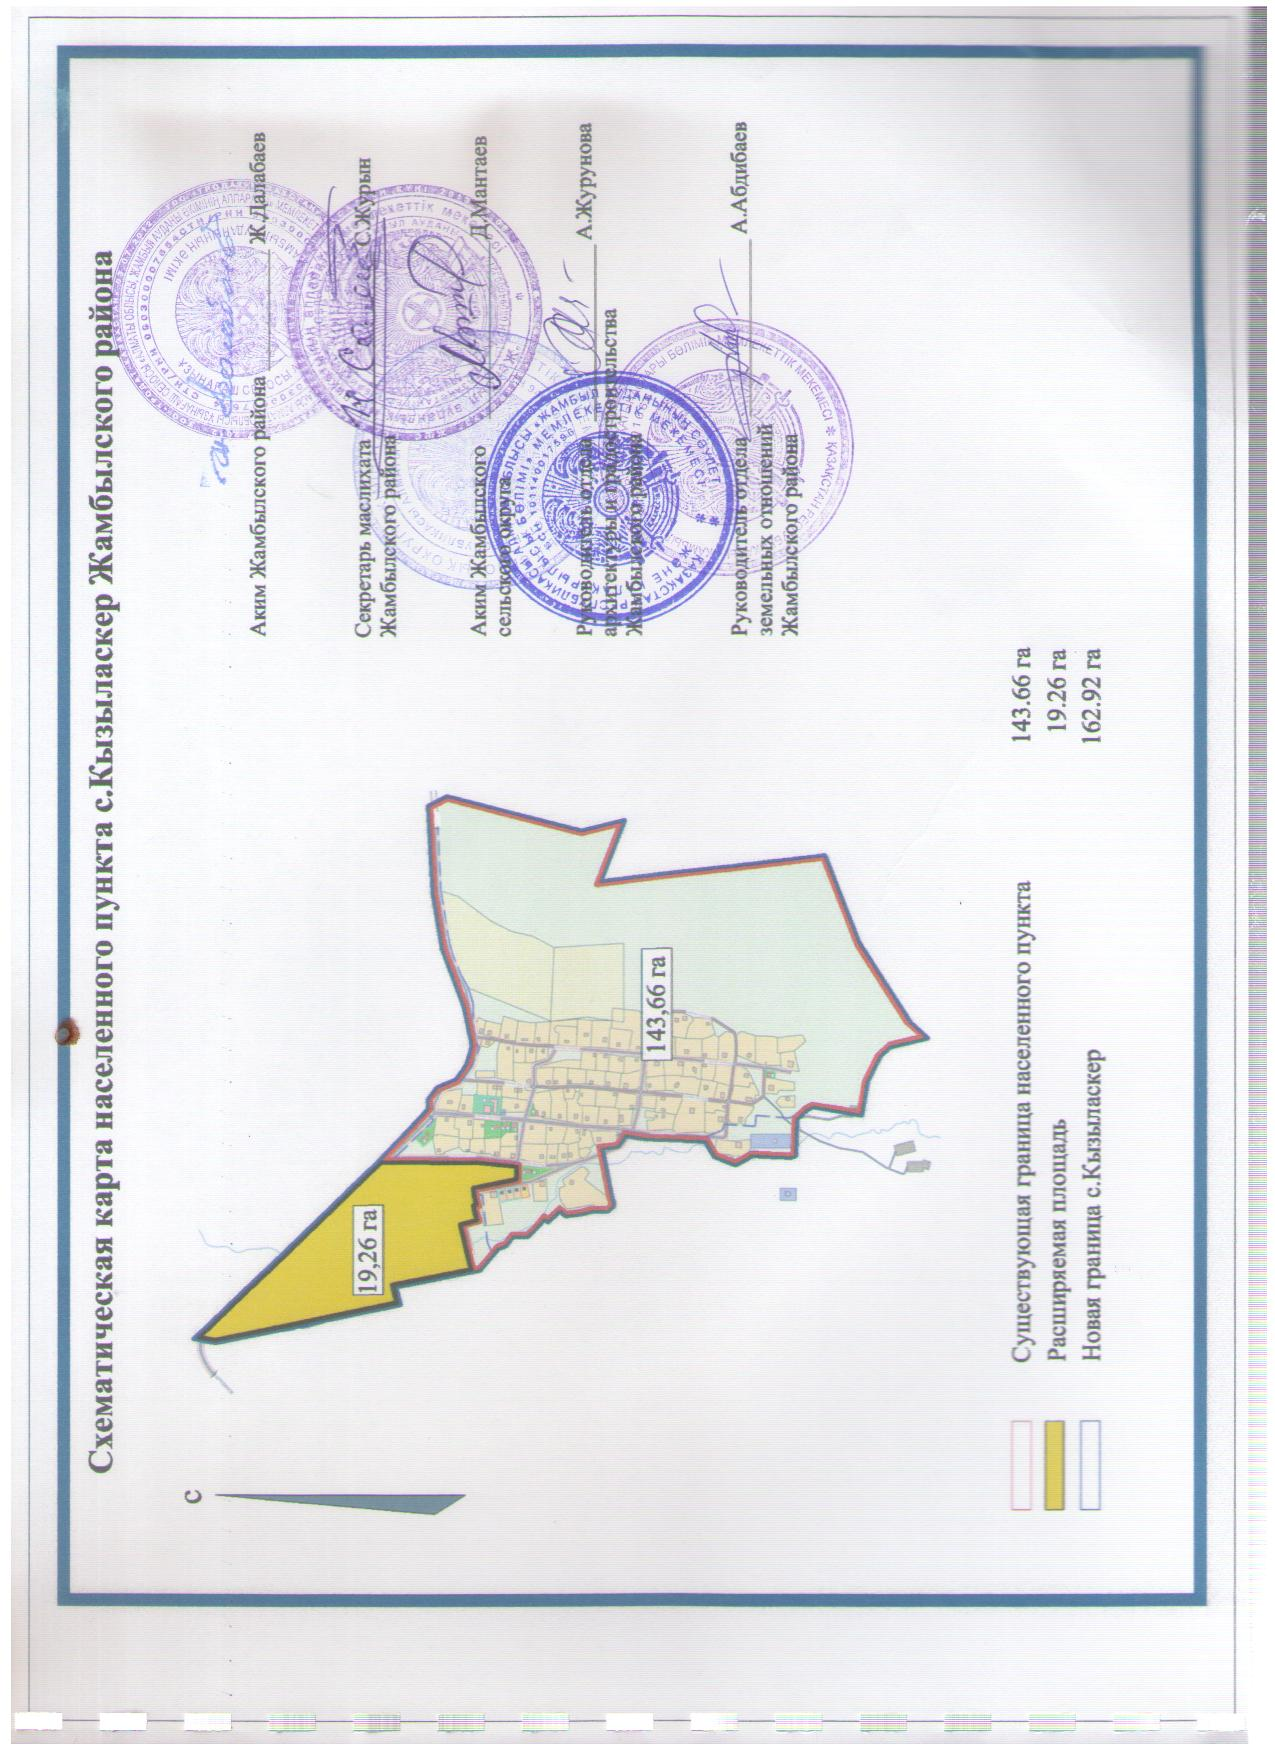 Схематическая карта населенного пункта с.Кызыласкер Жамбылского района
С
Аким Жамбылского района Ж.Далабаев
Секретарь маслихата С.Журын
Жамбылского района
Аким Жамбылского Д.Мантаев
сельского округа
Руководитель отдела А.Журунова
архитектуры и градостроительства
Жамбылского района
Руководитель отдела А.Абдибаев
земельных отношений
Жамбылского района
19,26 га
143,66 га
Существующая граница населенного пункта 143.66 га
Расширяемая площадь 19.26 га
Новая граница с.Кызыласкер 162.92 га